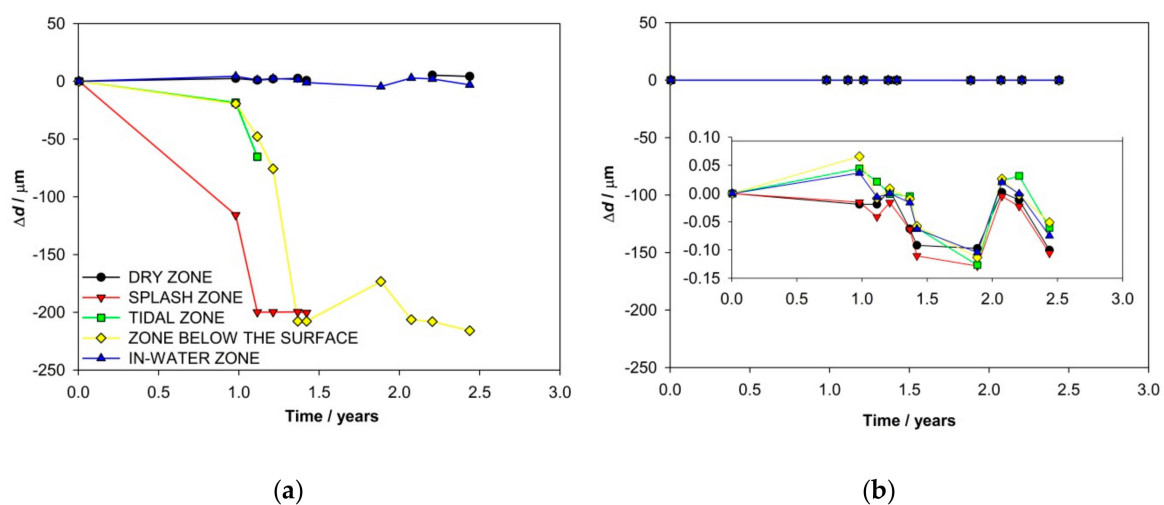 50
0
-50
-100
-150
-200
-250
Δd / μm
DRY ZONE
SPLASH ZONE
TIDAL ZONE
ZONE BELOW THE SURFACE
IN-WATER ZONE
0.0 0.5 1.0 1.5 2.0 2.5 3.0
Time / years
(a)
50
0
-50
-100
-150
-200
-250
Δd / μm
0.10
0.05
0.00
-0.05
-0.10
-0.15
0.0 0.5 1.0 1.5 2.0 2.5 3.0
0.0 0.5 1.0 1.5 2.0 2.5 3.0
Time / years
(b)